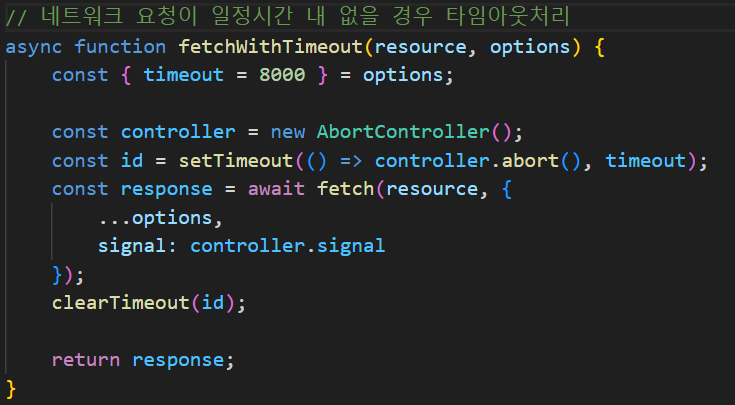 // 네트워크 요청이 일정시간 내 없을 경우 타임아웃처리
async function fetchWithTimeout(resource, options) {
    const { timeout = 8000 } = options;

    const controller = new AbortController();
    const id = setTimeout(() => controller.abort(), timeout);
    const response = await fetch(resource, {
        ...options,
        signal: controller.signal
    });
    clearTimeout(id);

    return response;
}